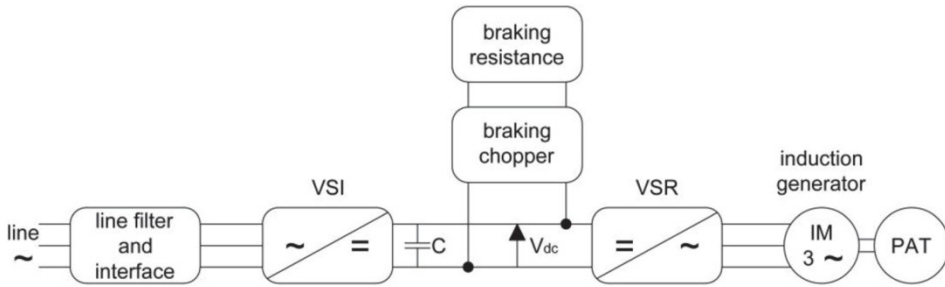 braking
resistance
braking
chopper
induction
generator
VSI
VSR
line
~
line filter
and
interface
~ =
C
Vdc
= ~
IM
3 ~
PAT